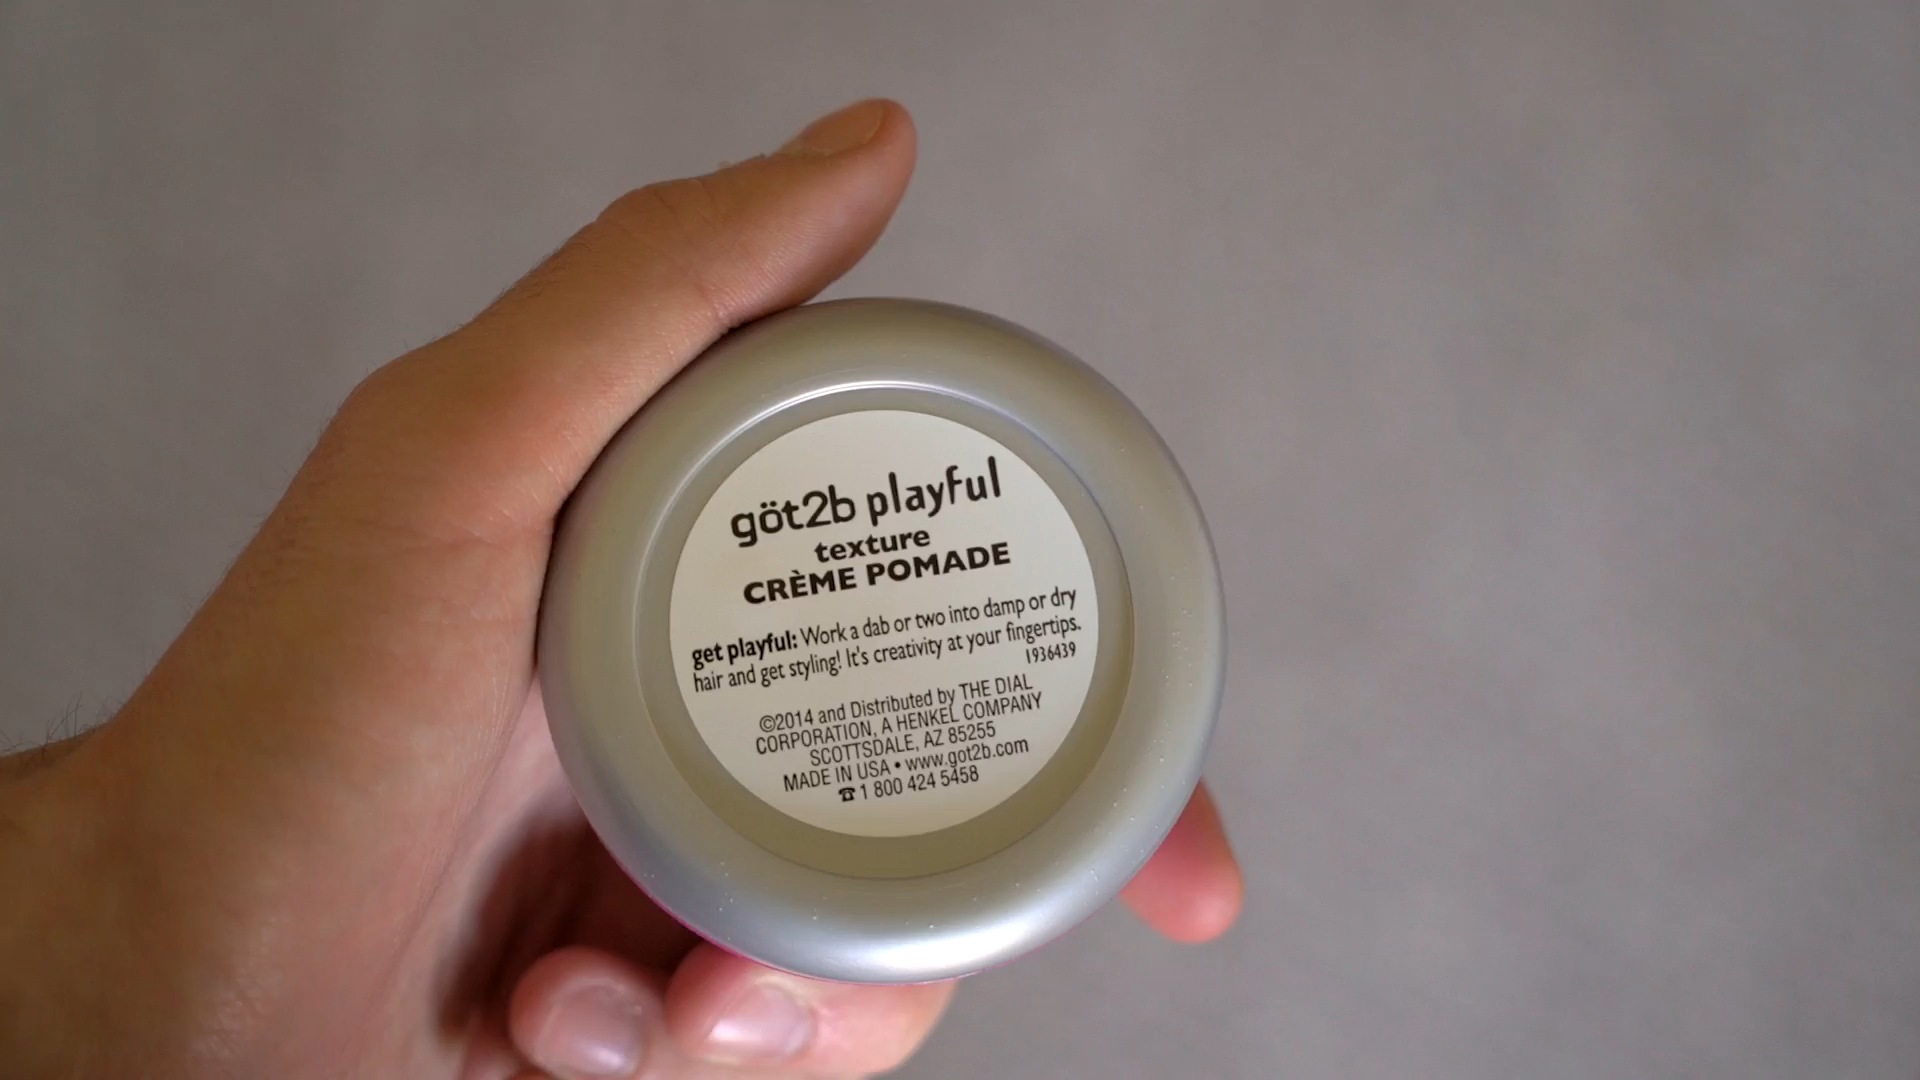 göt2b playful
texture
CRÈME POMADE
get playful: Work a dab or two into damp or dry
hair and get styling! It's creativity at your fingertips.
1936439
©2014 and Distributed by THE DIAL
CORPORATION, A HENKEL COMPANY
SCOTTSDALE, AZ 85255
MADE IN USA • www.got2b.com
☎ 1 800 424 5458